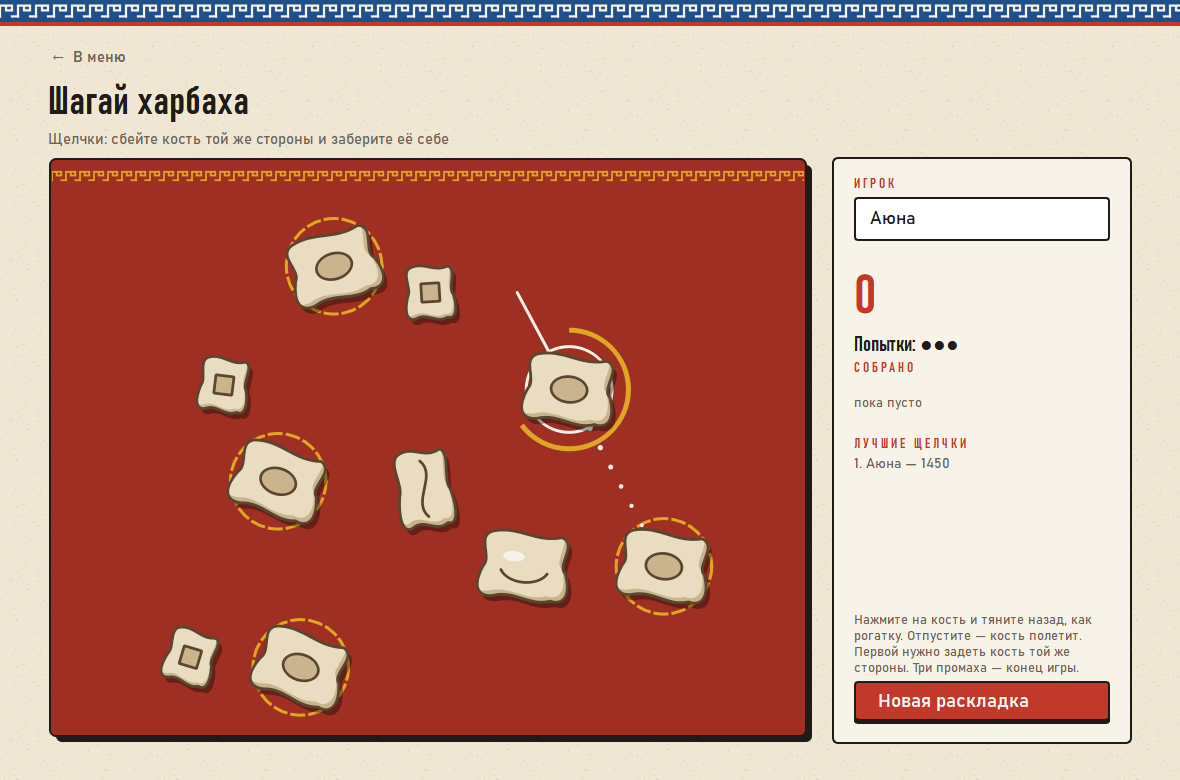 ← В меню
Шагай харбаха
Щелчки: сбейте кость той же стороны и заберите её себе
ИГРОК
Аюна
0
Попытки: ●●●
СОБРАНО
пока пусто
ЛУЧШИЕ ЩЕЛЧКИ
1. Аюна — 1450
Нажмите на кость и тяните назад, как
рогатку. Отпустите — кость полетит.
Первой нужно задеть кость той же
стороны. Три промаха — конец игры.
Новая раскладка